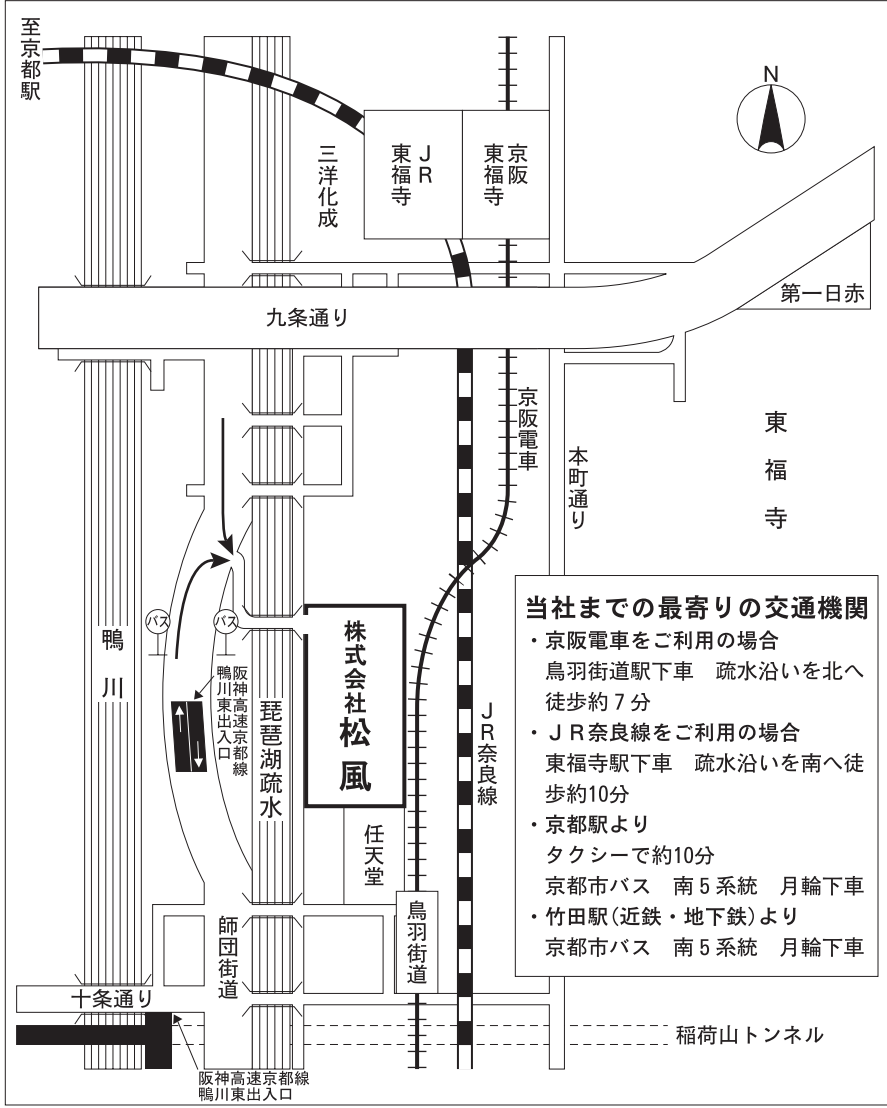 至京都駅
N
三洋化成
JR
東福寺
京阪
東福寺
第一日赤
九条通り
京阪電車
本町通り
東福寺
バス
バス
鴨川
阪神高速京都線
鴨川東出入口
琵琶湖疏水
株式会社
松風
JR奈良線
任天堂
鳥羽街道
師団街道
十条通り
稲荷山トンネル
阪神高速京都線
鴨川東出入口
当社までの最寄りの交通機関
・京阪電車をご利用の場合
鳥羽街道駅下車 疏水沿いを北へ
徒歩約7分
・JR奈良線をご利用の場合
東福寺駅下車 疏水沿いを南へ徒
歩約10分
・京都駅より
タクシーで約10分
京都市バス 南5系統 月輪下車
・竹田駅(近鉄・地下鉄)より
京都市バス 南5系統 月輪下車